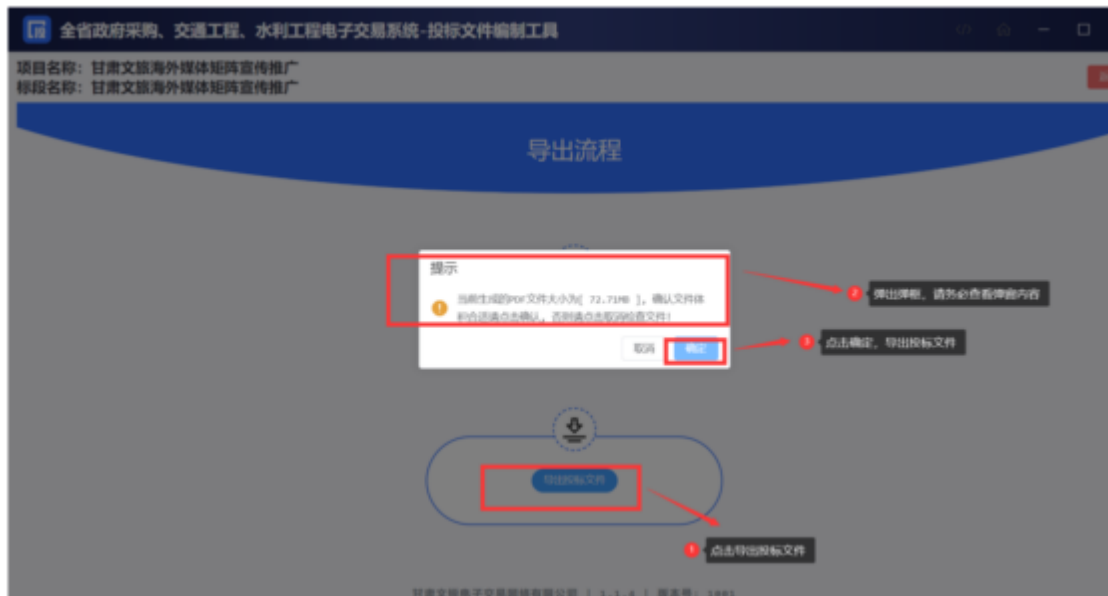 全省政府采购、交通工程、水利工程电子交易系统-投标文件编制工具
项目名称：甘肃文旅海外媒体矩阵宣传推广
标段名称：甘肃文旅海外媒体矩阵宣传推广
导出流程
提示
当前生成的PDF文件大小为[ 72.71MB ]，确认文件体
积合适请点击确认，否则请点击取消检查文件！
取消 确定
2 弹出弹框，请务必查看弹窗内容
3 点击确定，导出投标文件
导出投标文件
1 点击导出投标文件